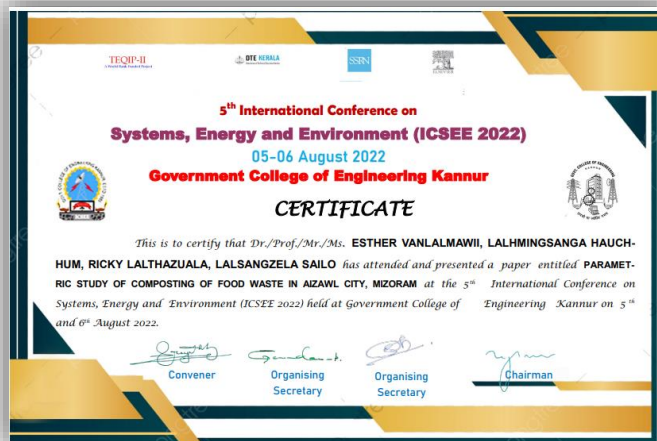 TEQIP-II
DTE KERALA
SSRN
ELSEVIER
5th International Conference on
Systems, Energy and Environment (ICSEE 2022)
05-06 August 2022
Government College of Engineering Kannur
CERTIFICATE
This is to certify that Dr./Prof./Mr./Ms. ESTHER VANLALMAWII, LALHMINGSANGA HAUCH-
HUM, RICKY LALTHAZUALA, LALSANGZELA SAILO has attended and presented a paper entitled PARAMET-
RIC STUDY OF COMPOSTING OF FOOD WASTE IN AIZAWL CITY, MIZORAM at the 5th International Conference on
Systems, Energy and Environment (ICSEE 2022) held at Government College of Engineering Kannur on 5th
and 6th August 2022.
Convener Organising Secretary Organising Secretary Chairman